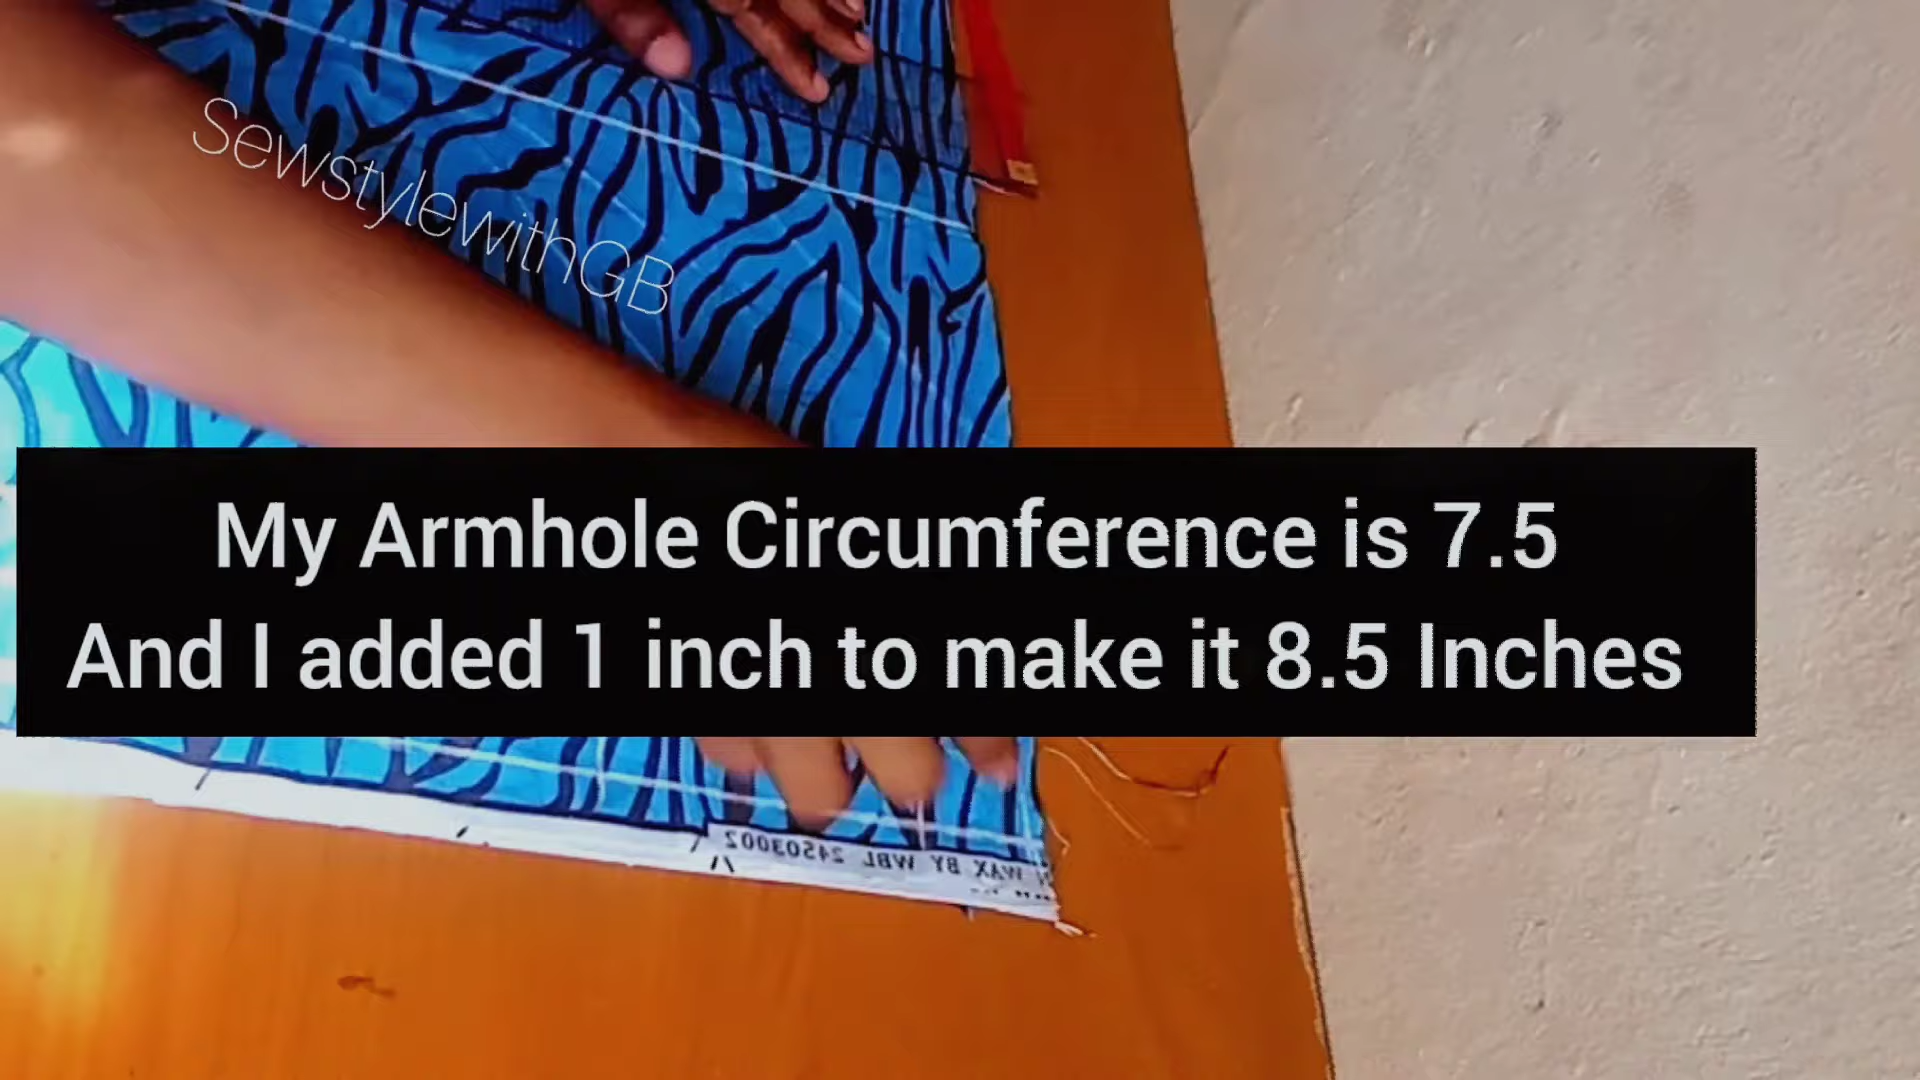 SewstylewithGB
My Armhole Circumference is 7.5
And I added 1 inch to make it 8.5 Inches
WAX BY WBL 24503002